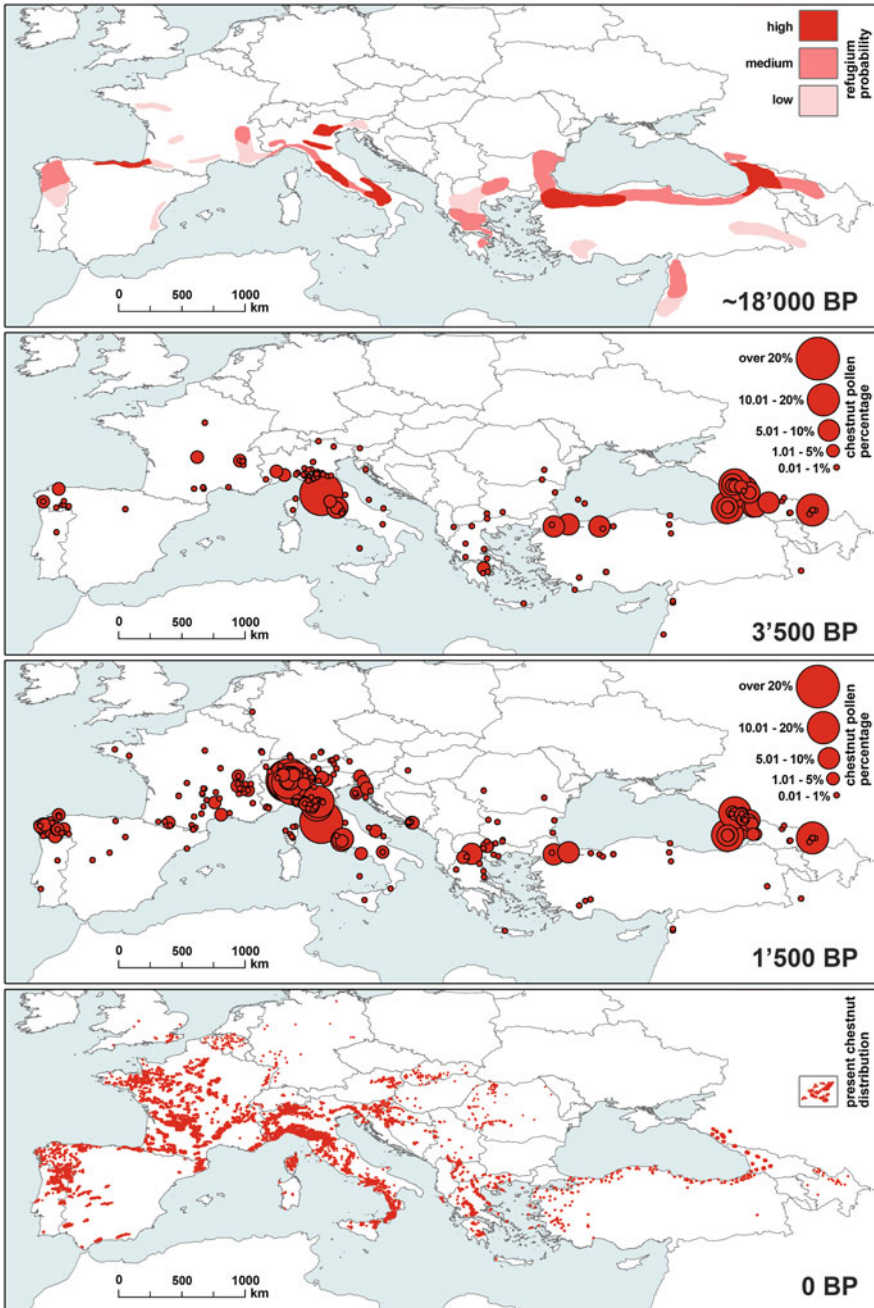 high
medium
low
refugium
probability
0 500 1000
km
~18'000 BP
over 20%
10.01 - 20%
5.01 - 10%
1.01 - 5%
0.01 - 1%
chestnut pollen
percentage
0 500 1000
km
3'500 BP
over 20%
10.01 - 20%
5.01 - 10%
1.01 - 5%
0.01 - 1%
chestnut pollen
percentage
0 500 1000
km
1'500 BP
present chestnut
distribution
0 500 1000
km
0 BP